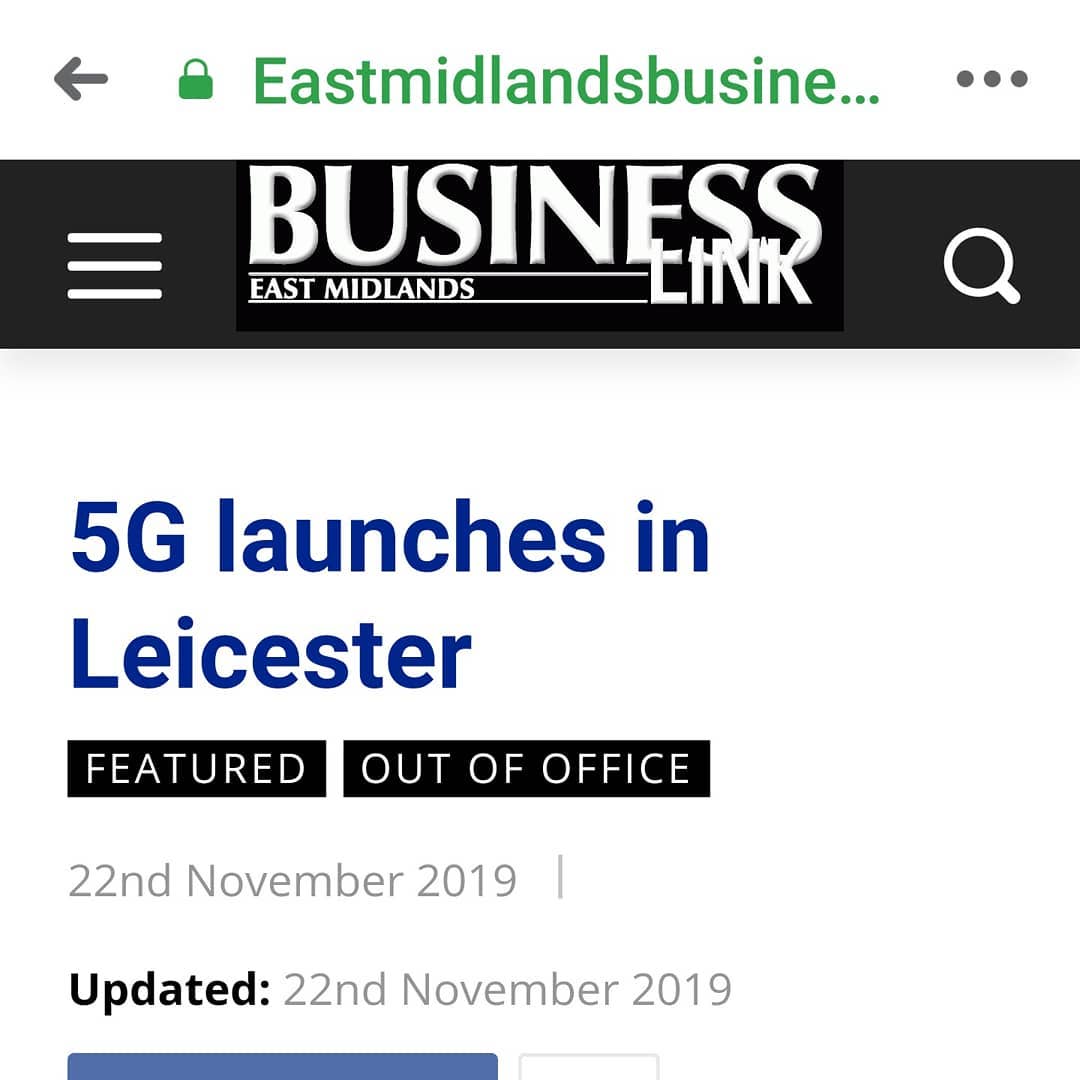 Eastmidlandsbusine...
BUSINESS
EAST MIDLANDS
LINK
5G launches in
Leicester
FEATURED OUT OF OFFICE
22nd November 2019
Updated: 22nd November 2019